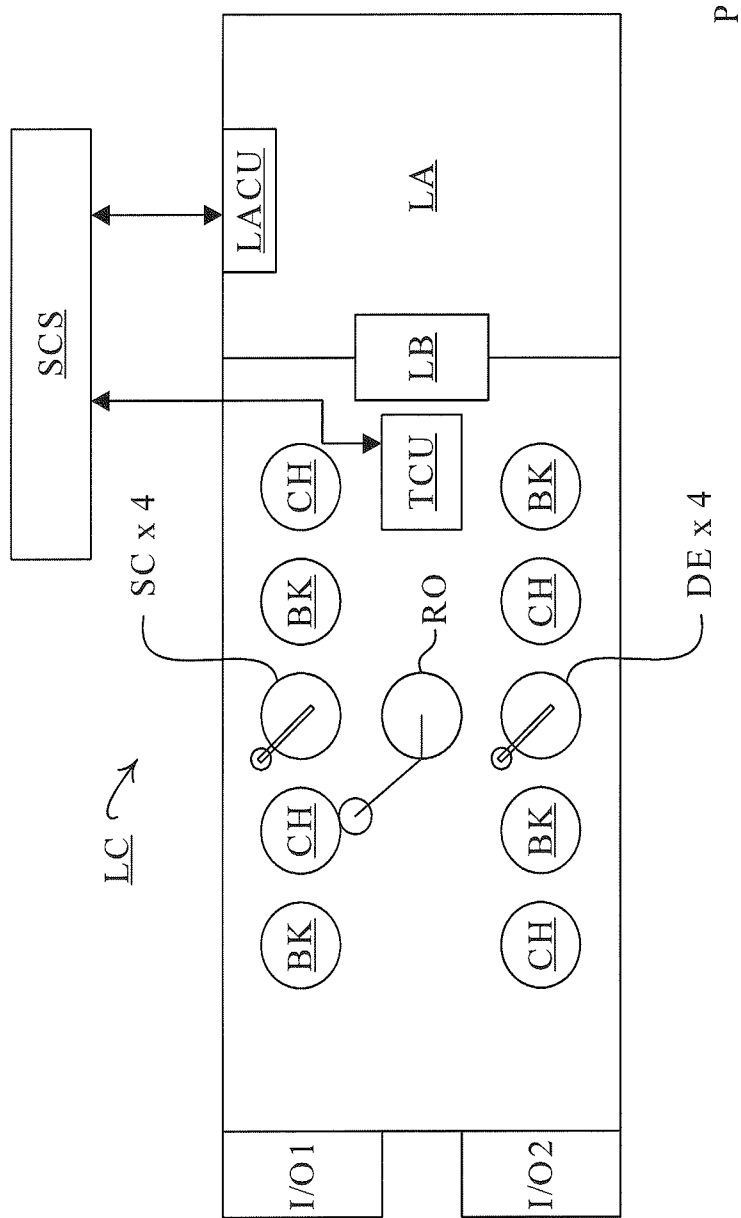 SCS
LACU
LA
LB
TCU
CH
BK
SC x 4
CH
BK
LC
RO
BK
CH
DE x 4
BK
CH
I/O1
I/O2
P